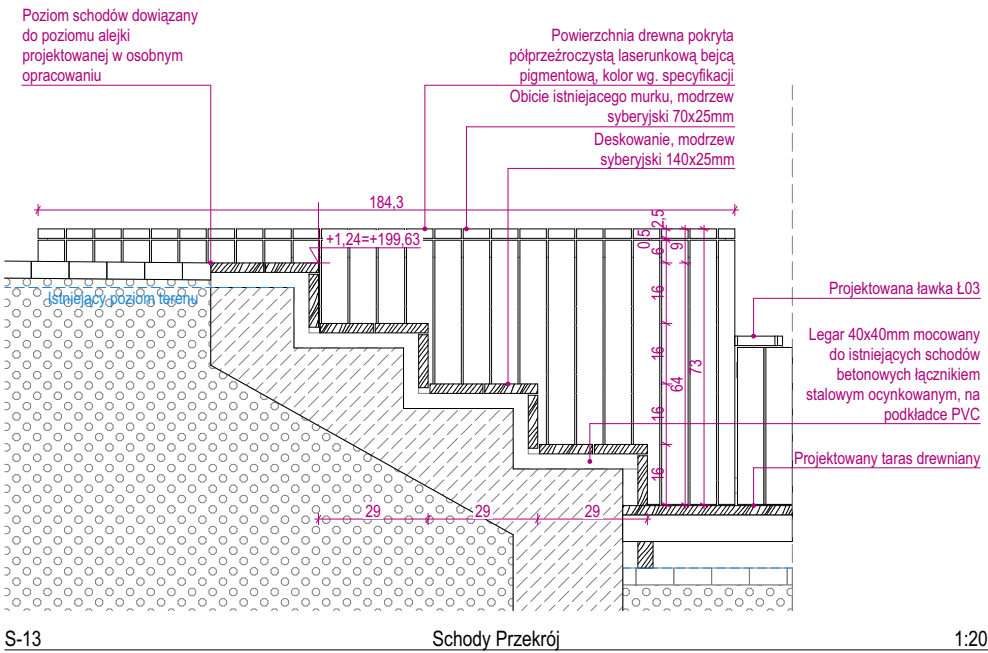 Poziom schodów dowiązany
do poziomu alejki
projektowanej w osobnym
opracowaniu
Powierzchnia drewna pokryta
półprzeźroczystą laserunkową bejcą
pigmentową, kolor wg. specyfikacji
Obicie istniejacego murku, modrzew
syberyjski 70x25mm
Deskowanie, modrzew
syberyjski 140x25mm
184,3
+1,24=+199,63
2,5
0,5
6
9
16
16
16
16
64
73
Istniejący poziom terenu
Projektowana ławka Ł03
Legar 40x40mm mocowany
do istniejących schodów
betonowych łącznikiem
stalowym ocynkowanym, na
podkładce PVC
Projektowany taras drewniany
29
29
29
S-13
Schody Przekrój
1:20